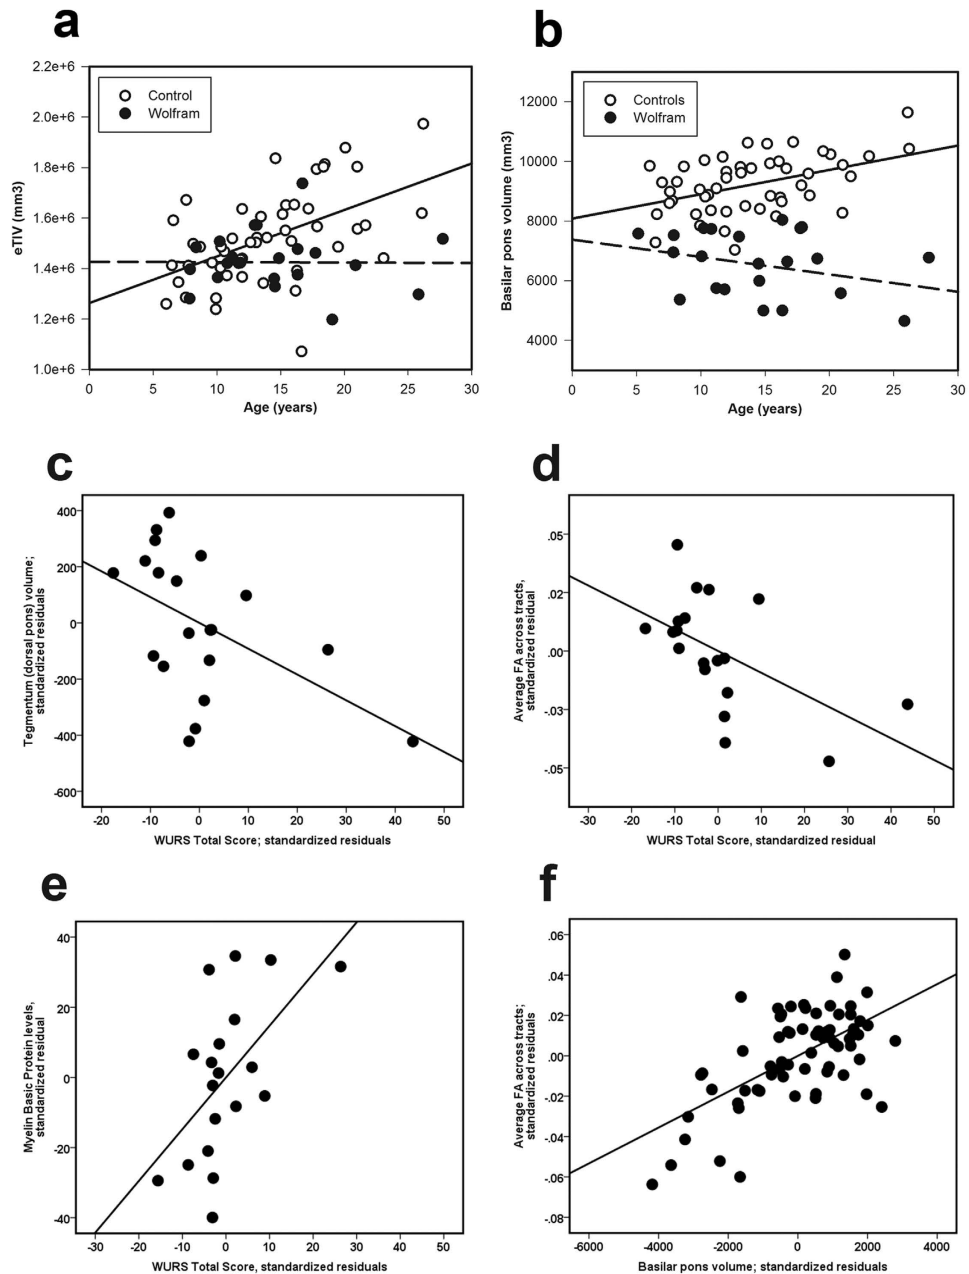 a
2.2e+6
2.0e+6
1.8e+6
1.6e+6
1.4e+6
1.2e+6
1.0e+6
eTIV (mm3)
Control
Wolfram
0 5 10 15 20 25 30
Age (years)
b
12000
10000
8000
6000
4000
Basilar pons volume (mm3)
Controls
Wolfram
0 5 10 15 20 25 30
Age (years)
c
400
200
0
-200
-400
-600
Tegmentum (dorsal pons) volume;
standardized residuals
-20 -10 0 10 20 30 40 50
WURS Total Score; standardized residuals
d
.05
.02
.00
-.03
-.05
Average FA across tracts,
standardized residual
-30 -20 -10 0 10 20 30 40 50
WURS Total Score, standardized residual
e
40
20
0
-20
-40
Myelin Basic Protein levels,
standardized residual
-30 -20 -10 0 10 20 30 40 50
WURS Total Score, standardized residuals
f
.06
.04
.02
.00
-.02
-.04
-.06
-.08
Average FA across tracts;
standardized residuals
-6000 -4000 -2000 0 2000 4000
Basilar pons volume; standardized residuals